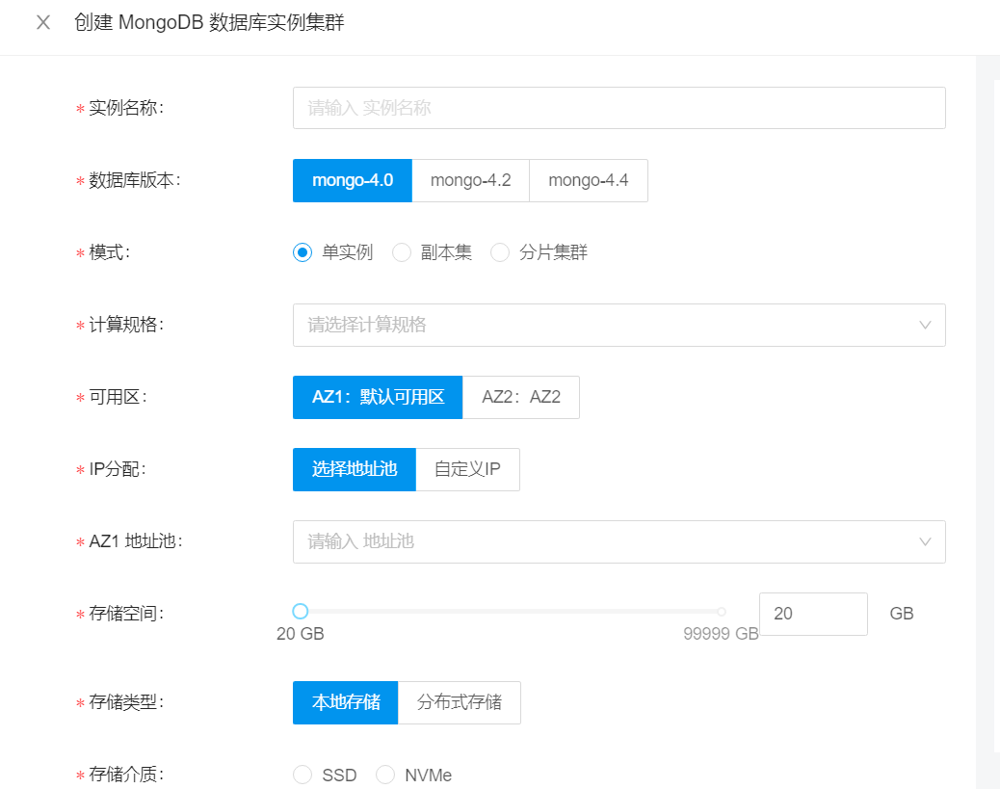 创建 MongoDB 数据库实例集群
* 实例名称: 请输入 实例名称
* 数据库版本: mongo-4.0 mongo-4.2 mongo-4.4
* 模式: 单实例 副本集 分片集群
* 计算规格: 请选择计算规格
* 可用区: AZ1：默认可用区 AZ2：AZ2
* IP分配: 选择地址池 自定义IP
* AZ1 地址池: 请输入 地址池
* 存储空间: 20 GB
20 GB 99999 GB
* 存储类型: 本地存储 分布式存储
* 存储介质: SSD NVMe